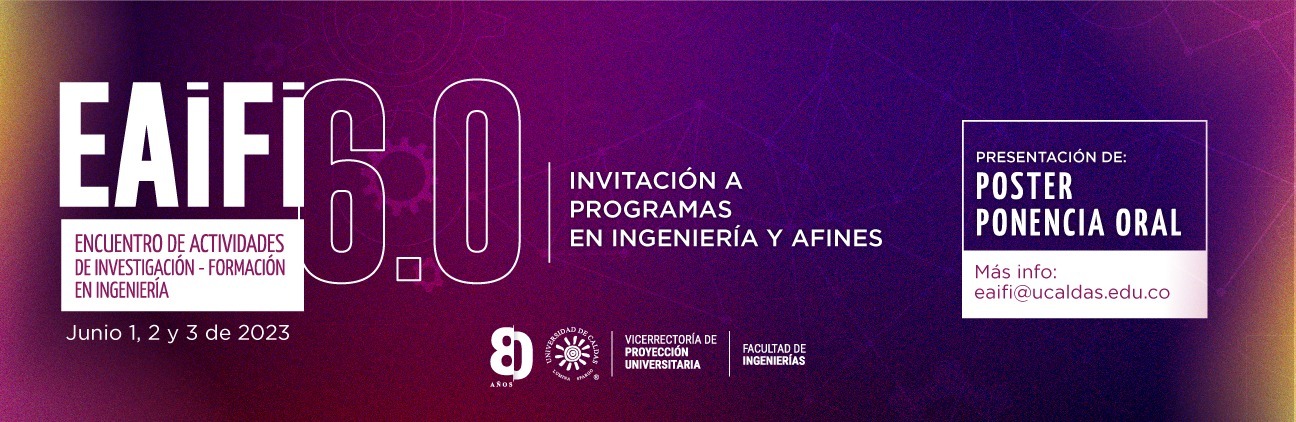 EAiFi 6.0
ENCUENTRO DE ACTIVIDADES
DE INVESTIGACIÓN - FORMACIÓN
EN INGENIERÍA
Junio 1, 2 y 3 de 2023
INVITACIÓN A
PROGRAMAS
EN INGENIERÍA Y AFINES
PRESENTACIÓN DE:
POSTER
PONENCIA ORAL
Más info:
eaifi@ucaldas.edu.co
80
AÑOS
UNIVERSIDAD DE CALDAS
LUMINA SPARGO
®
VICERRECTORÍA DE
PROYECCIÓN
UNIVERSITARIA
FACULTAD DE
INGENIERÍAS